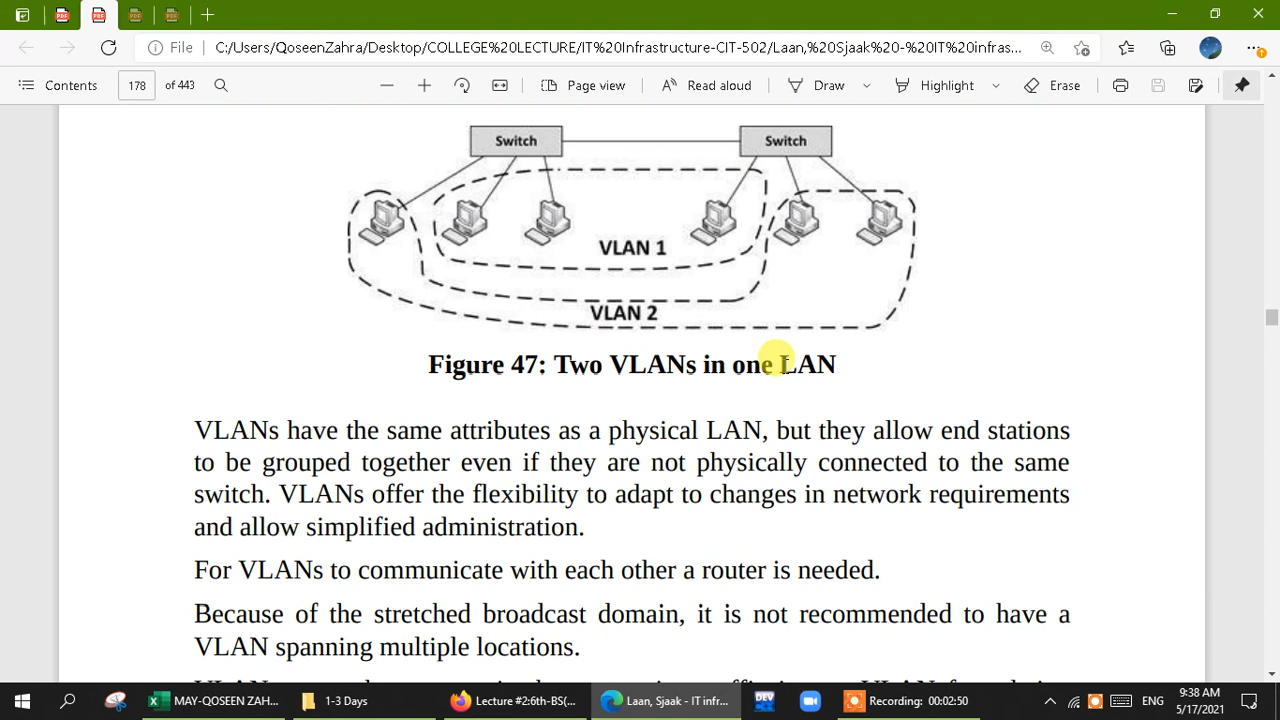 File
C:/Users/QoseenZahra/Desktop/COLLEGE%20LECTURE/IT%20Infrastructure-CIT-502/Laan,%20Sjaak%20-%20IT%20infras...
Contents
178
of 443
Page view
Read aloud
Draw
Highlight
Erase
Switch
Switch
VLAN 1
VLAN 2
Figure 47: Two VLANs in one LAN
VLANs have the same attributes as a physical LAN, but they allow end stations
to be grouped together even if they are not physically connected to the same
switch. VLANs offer the flexibility to adapt to changes in network requirements
and allow simplified administration.
For VLANs to communicate with each other a router is needed.
Because of the stretched broadcast domain, it is not recommended to have a
VLAN spanning multiple locations.
MAY-QOSEEN ZAH...
1-3 Days
Lecture #2:6th-BS(...
Laan, Sjaak - IT infr...
DEV
Recording: 00:02:50
ENG
9:38 AM
5/17/2021